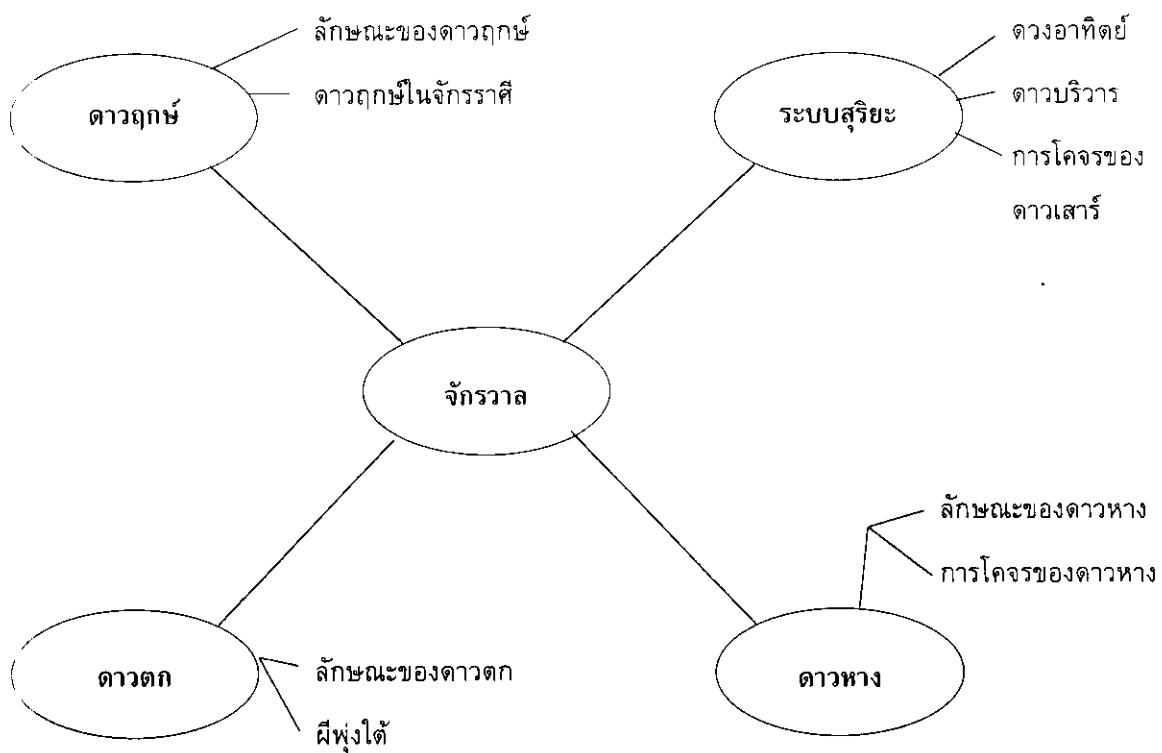 ลักษณะของดาวฤกษ์
ดาวฤกษ์ในจักรราศี
ดาวฤกษ์
ดวงอาทิตย์
ดาวบริวาร
การโคจรของ
ดาวเสาร์
ระบบสุริยะ
จักรวาล
ลักษณะของดาวหาง
การโคจรของดาวหาง
ดาวหาง
ดาวตก
ลักษณะของดาวตก
ผีพุ่งใต้